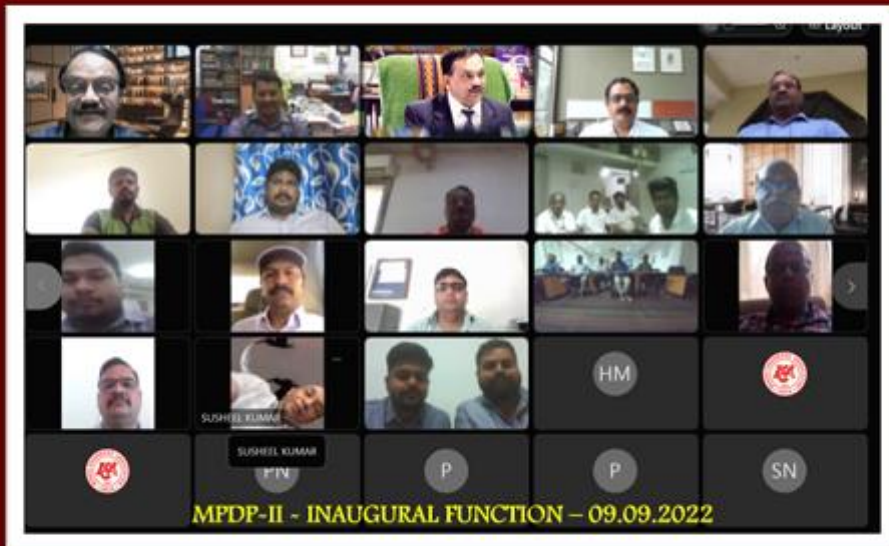 Layout
HM
SUSHEEL KUMAR
SUSHEEL KUMAR
PN
P
P
SN
MPDP-II - INAUGURAL FUNCTION – 09.09.2022